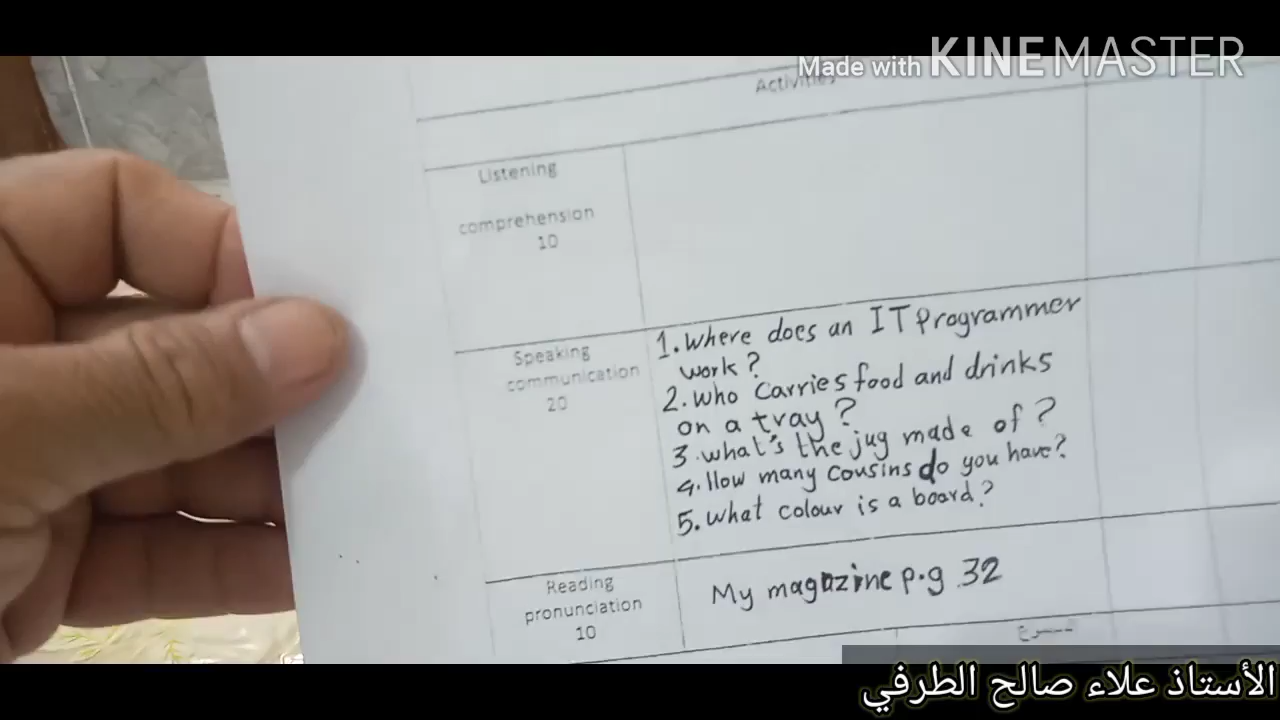 Made with KINEMASTER
Activities
Listening
comprehension
10
Speaking
communication
20
1. Where does an IT Programmer
work?
2. Who Carries food and drinks
on a tray?
3. what's the jug made of?
4. How many Cousins do you have?
5. What colour is a board?
Reading
pronunciation
10
My magazine p.g 32
الأستاذ علاء صالح الطرفي